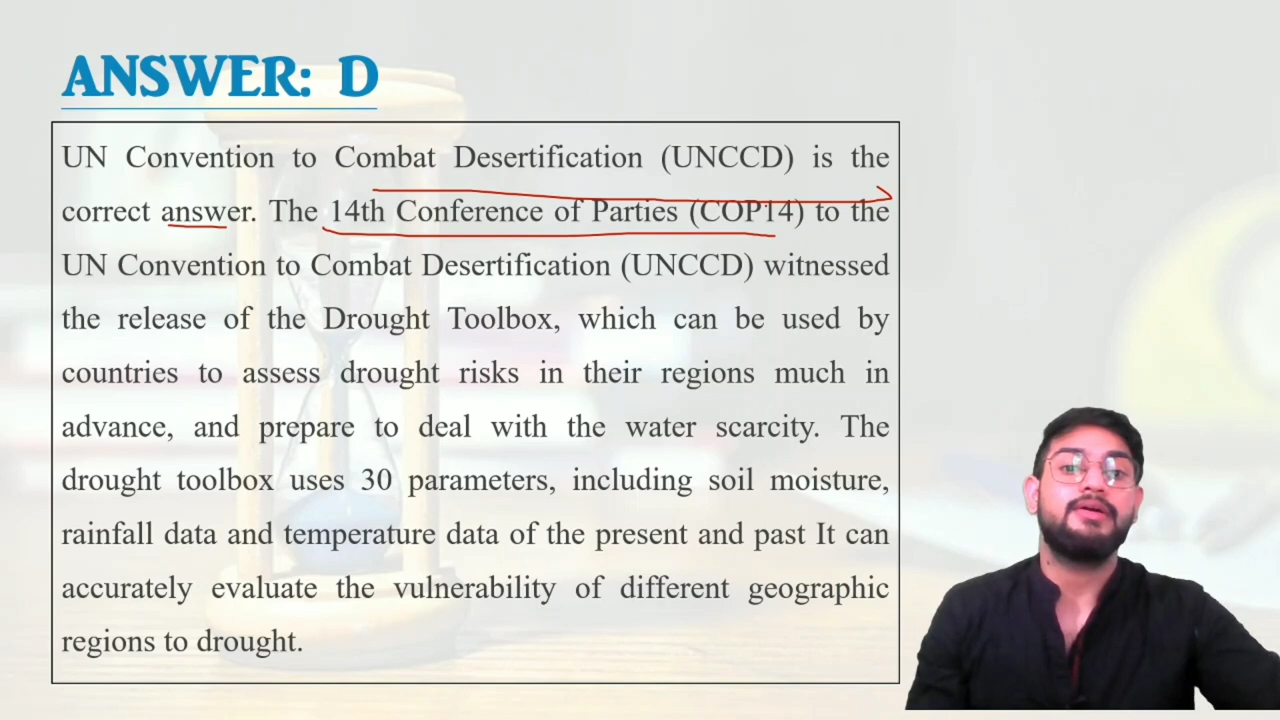 ANSWER: D
UN Convention to Combat Desertification (UNCCD) is the
correct answer. The 14th Conference of Parties (COP14) to the
UN Convention to Combat Desertification (UNCCD) witnessed
the release of the Drought Toolbox, which can be used by
countries to assess drought risks in their regions much in
advance, and prepare to deal with the water scarcity. The
drought toolbox uses 30 parameters, including soil moisture,
rainfall data and temperature data of the present and past It can
accurately evaluate the vulnerability of different geographic
regions to drought.